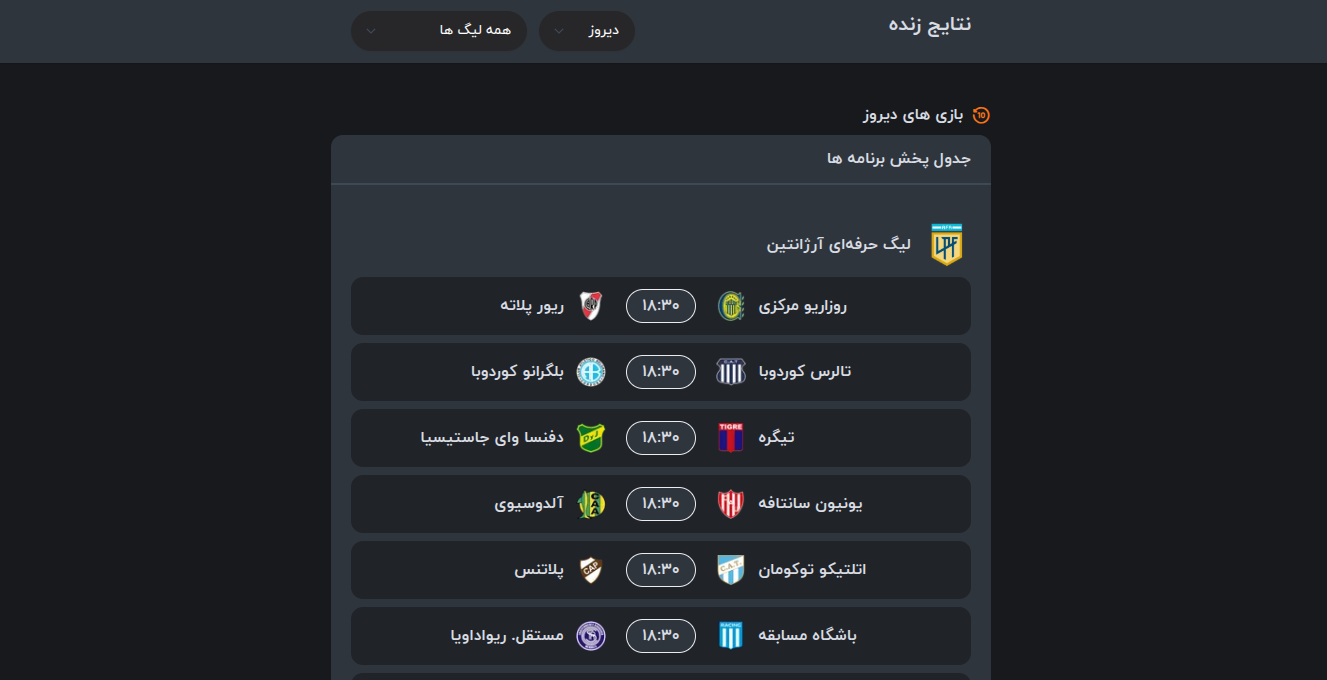 نتایج زنده
دیروز
همه لیگ ها
بازی های دیروز
جدول پخش برنامه ها
لیگ حرفه‌ای آرژانتین
روزاریو مرکزی ۱۸:۳۰ ریور پلاته
تالرس کوردوبا ۱۸:۳۰ بلگرانو کوردوبا
تیگره TIGRE ۱۸:۳۰ دفنسا وای جاستیسیا
یونیون سانتافه ۱۸:۳۰ آلدوسیوی
اتلتیکو توکومان C.A.T. ۱۸:۳۰ CAP پلاتنس
باشگاه مسابقه RACING ۱۸:۳۰ مستقل. ریواداویا